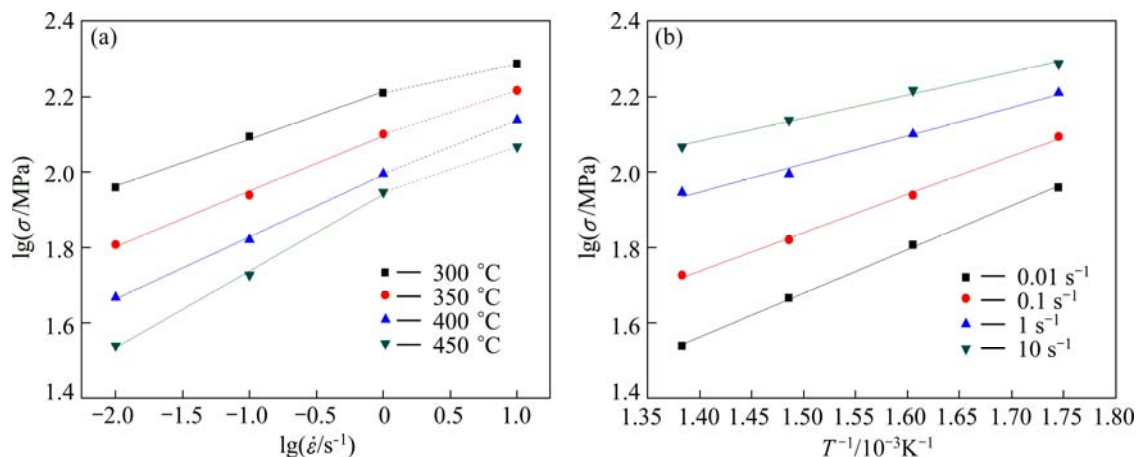 (a)
2.4
2.2
2.0
1.8
1.6
1.4
lg(σ/MPa)
300 °C
350 °C
400 °C
450 °C
−2.0 −1.5 −1.0 −0.5 0 0.5 1.0
lg(ε̇/s⁻¹)
(b)
2.4
2.2
2.0
1.8
1.6
1.4
lg(σ/MPa)
0.01 s⁻¹
0.1 s⁻¹
1 s⁻¹
10 s⁻¹
1.35 1.40 1.50 1.55 1.60 1.65 1.70 1.75 1.80
T⁻¹/10⁻³K⁻¹